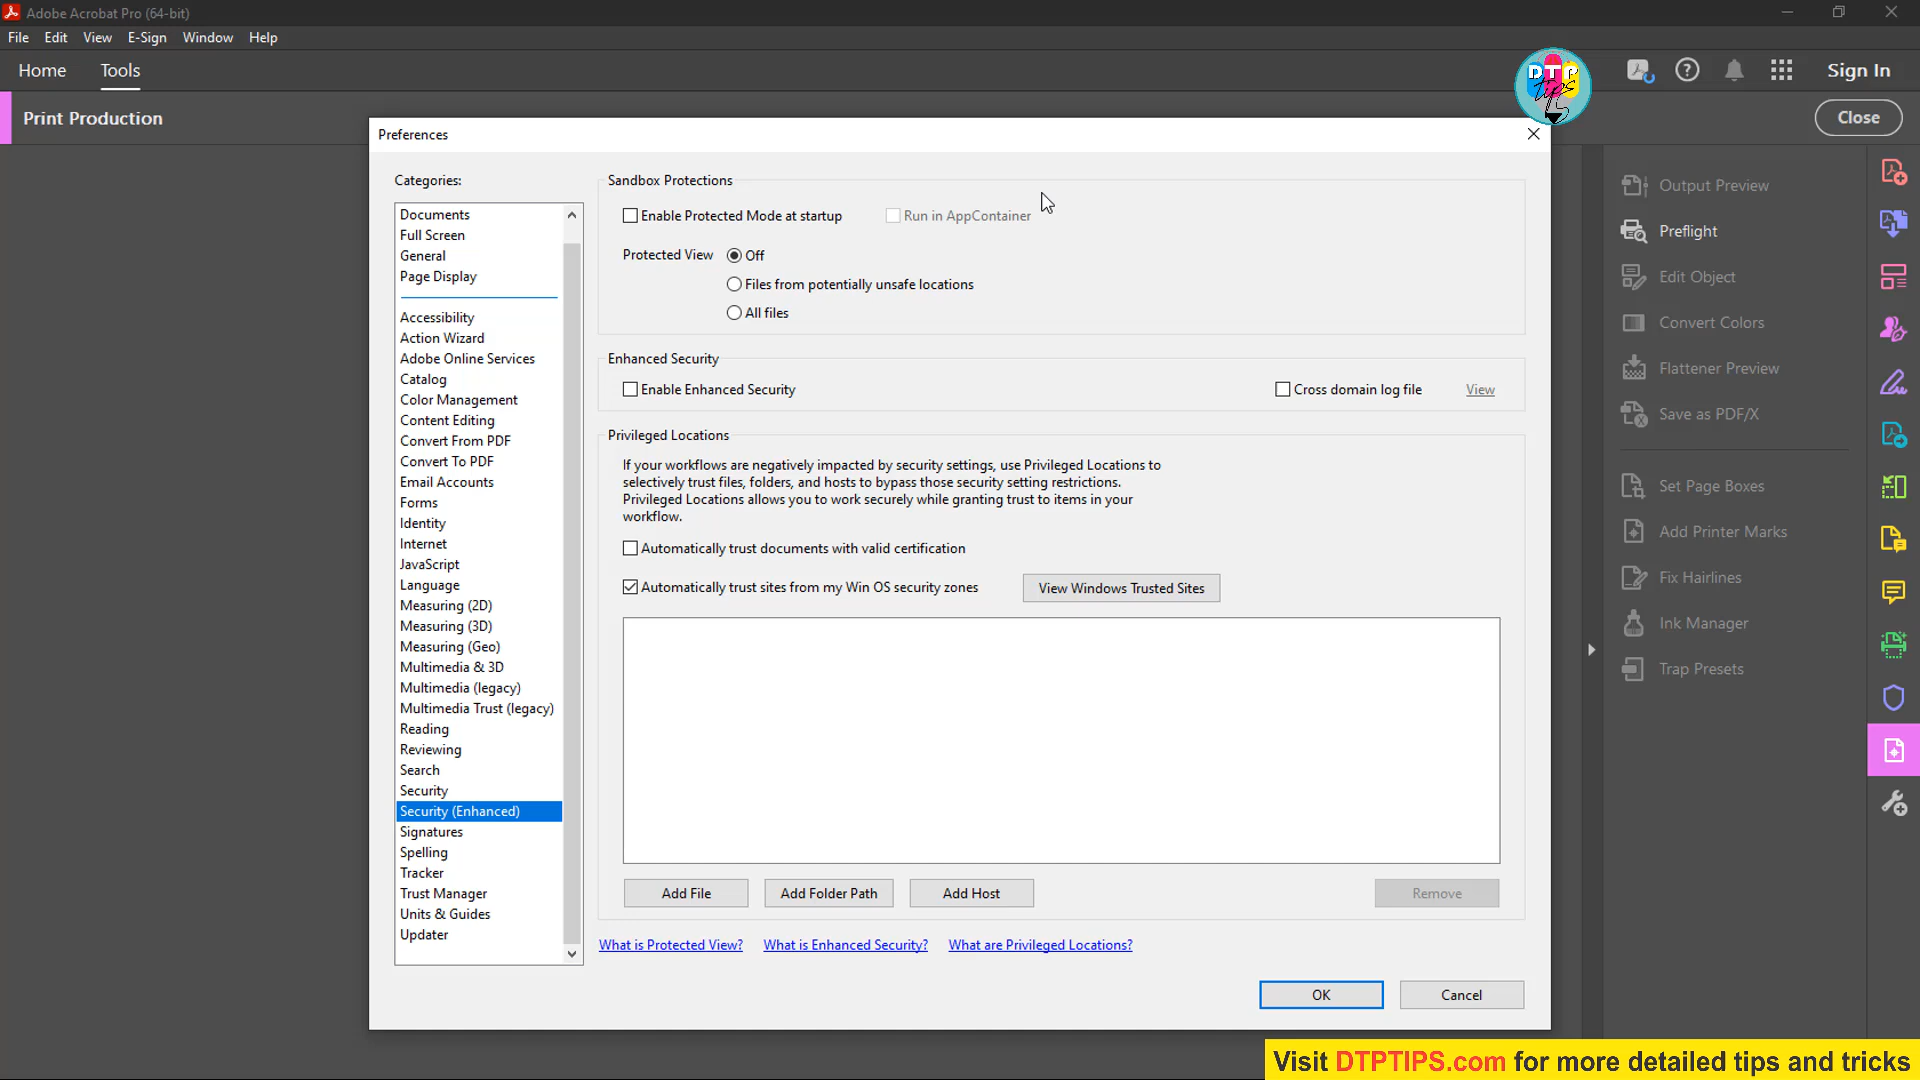 Adobe Acrobat Pro (64-bit)
File Edit View E-Sign Window Help
Home Tools
Sign In
Print Production
Close
DTP
tips
Preferences
Categories:
Documents
Full Screen
General
Page Display
Accessibility
Action Wizard
Adobe Online Services
Catalog
Color Management
Content Editing
Convert From PDF
Convert To PDF
Email Accounts
Forms
Identity
Internet
JavaScript
Language
Measuring (2D)
Measuring (3D)
Measuring (Geo)
Multimedia & 3D
Multimedia (legacy)
Multimedia Trust (legacy)
Reading
Reviewing
Search
Security
Security (Enhanced)
Signatures
Spelling
Tracker
Trust Manager
Units & Guides
Updater
Sandbox Protections
Enable Protected Mode at startup Run in AppContainer
Protected View Off
Files from potentially unsafe locations
All files
Enhanced Security
Enable Enhanced Security Cross domain log file View
Privileged Locations
If your workflows are negatively impacted by security settings, use Privileged Locations to
selectively trust files, folders, and hosts to bypass those security setting restrictions.
Privileged Locations allows you to work securely while granting trust to items in your
workflow.
Automatically trust documents with valid certification
Automatically trust sites from my Win OS security zones View Windows Trusted Sites
Add File Add Folder Path Add Host Remove
What is Protected View? What is Enhanced Security? What are Privileged Locations?
OK Cancel
Output Preview
Preflight
Edit Object
Convert Colors
Flattener Preview
Save as PDF/X
Set Page Boxes
Add Printer Marks
Fix Hairlines
Ink Manager
Trap Presets
Visit DTPTIPS.com for more detailed tips and tricks